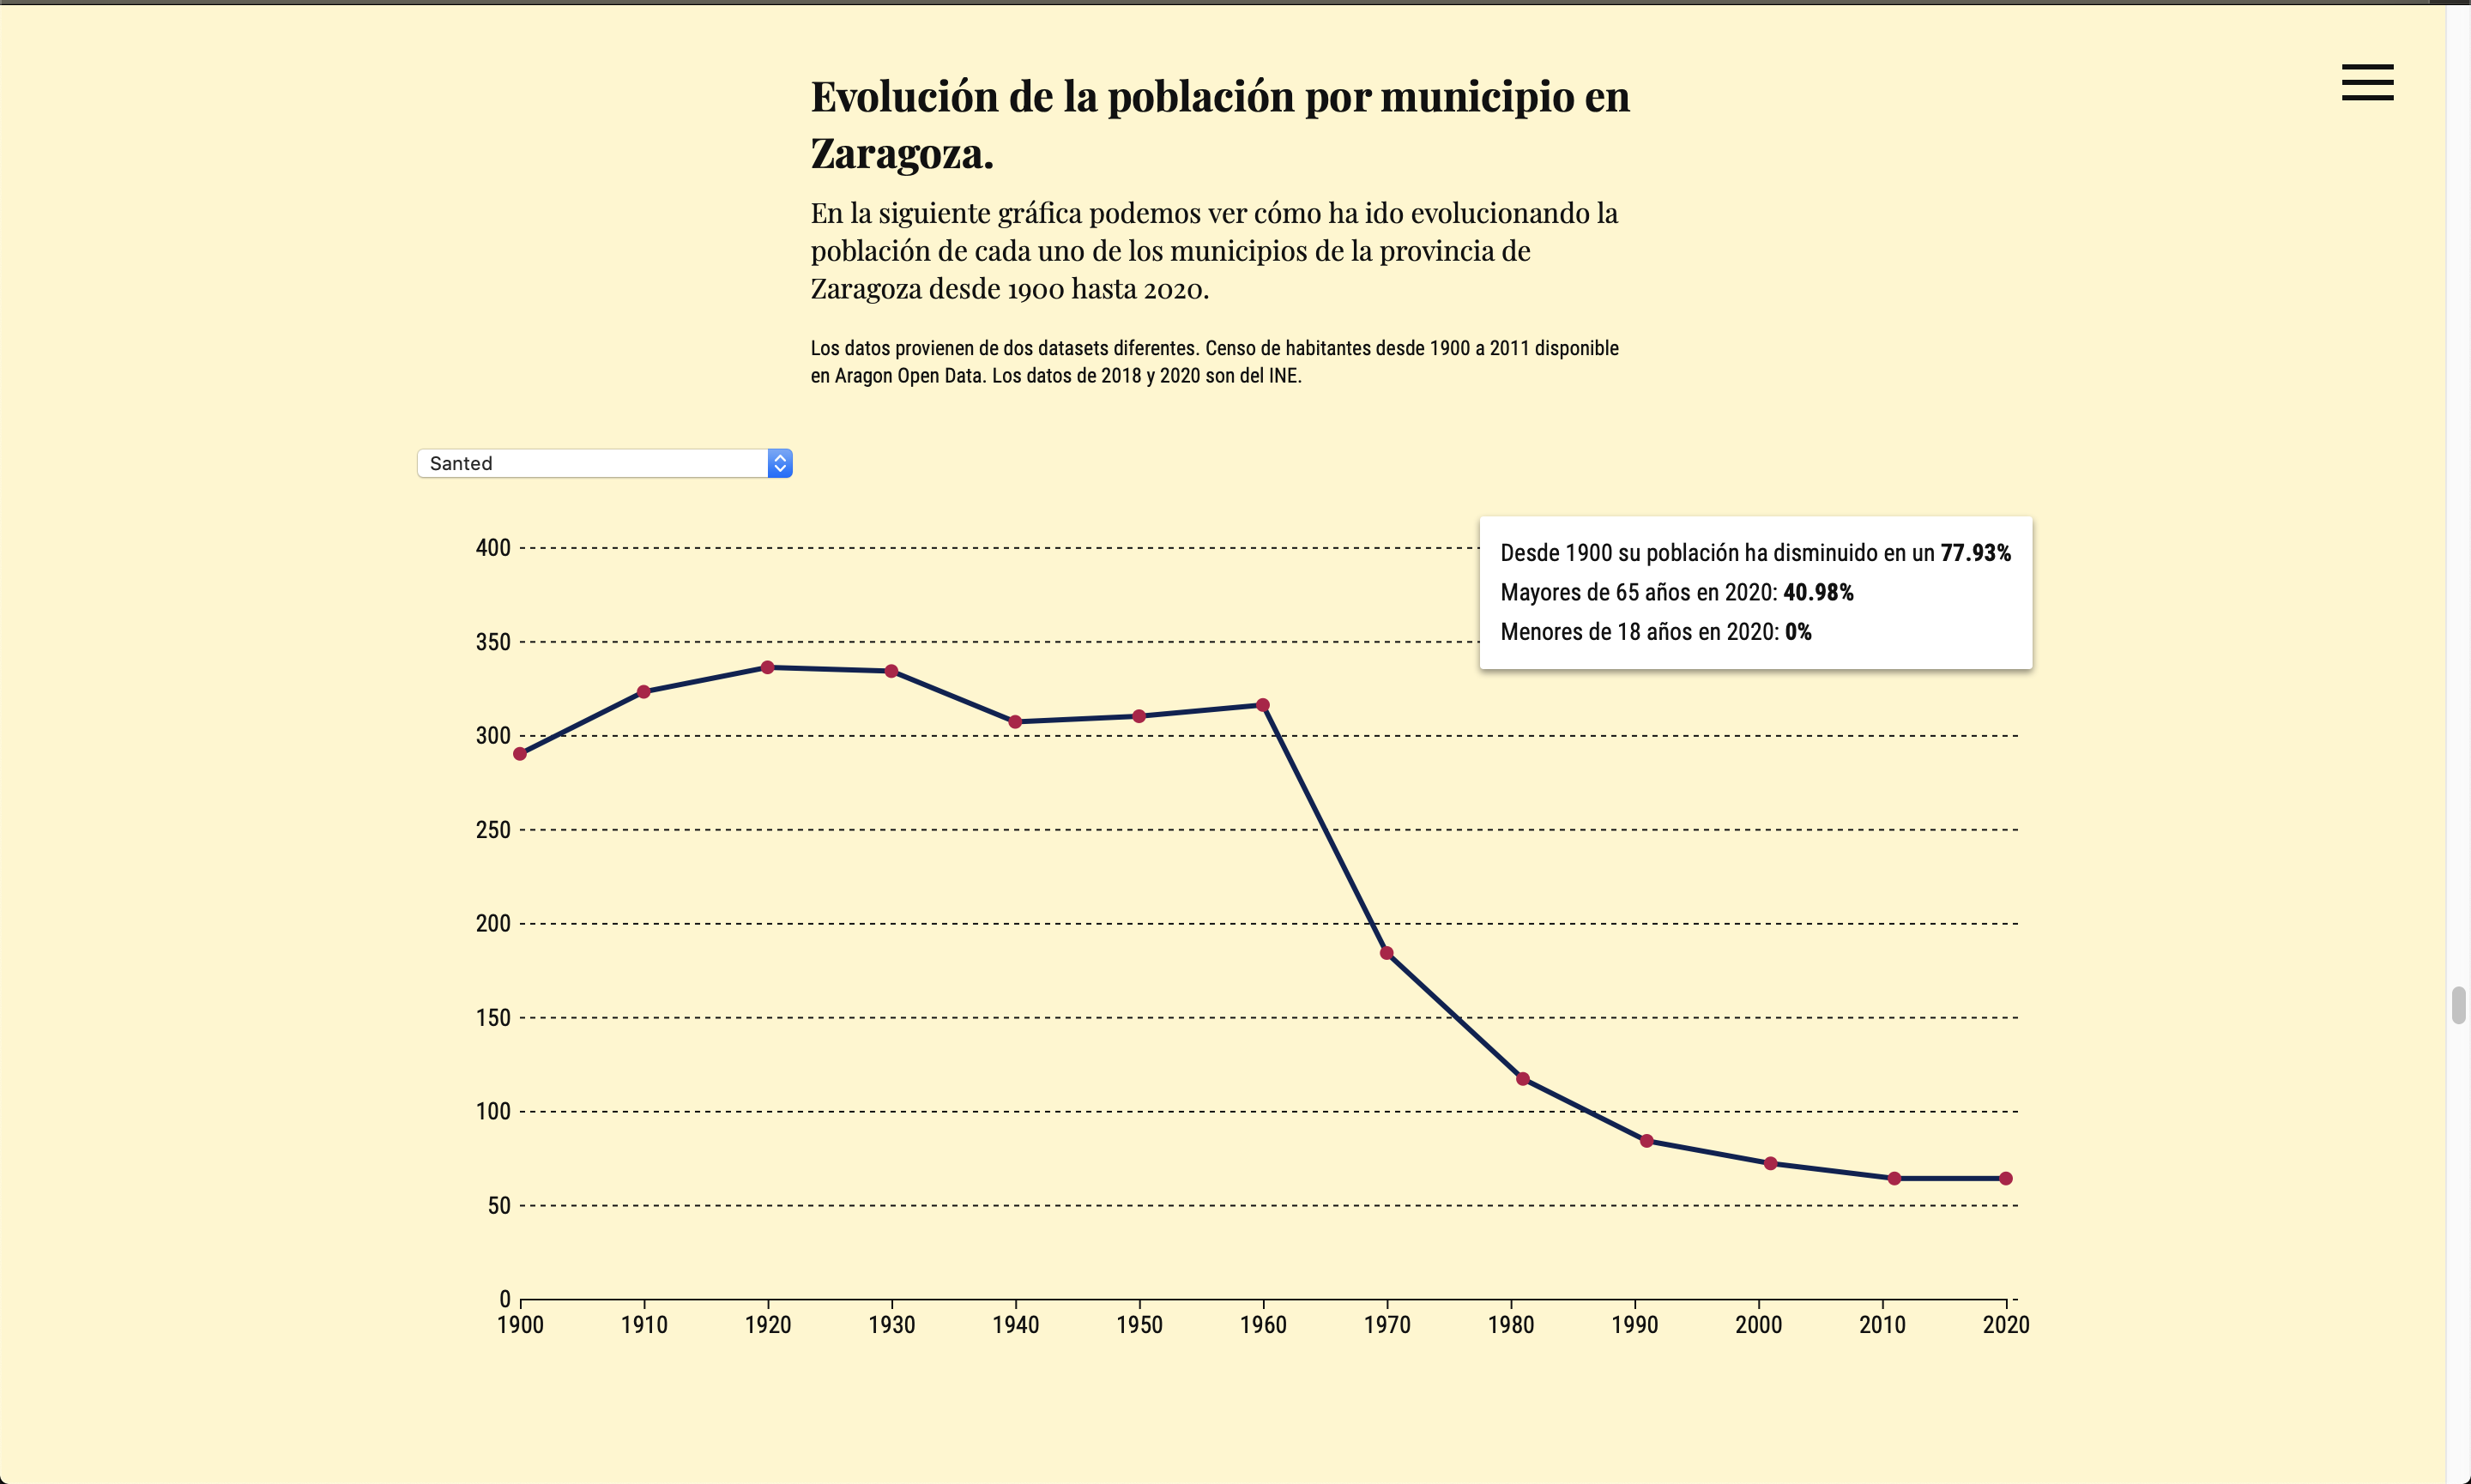 Evolución de la población por municipio en
Zaragoza.
En la siguiente gráfica podemos ver cómo ha ido evolucionando la
población de cada uno de los municipios de la provincia de
Zaragoza desde 1900 hasta 2020.
Los datos provienen de dos datasets diferentes. Censo de habitantes desde 1900 a 2011 disponible
en Aragon Open Data. Los datos de 2018 y 2020 son del INE.
Santed
Desde 1900 su población ha disminuido en un 77.93%
Mayores de 65 años en 2020: 40.98%
Menores de 18 años en 2020: 0%
400
350
300
250
200
150
100
50
0
1900 1910 1920 1930 1940 1950 1960 1970 1980 1990 2000 2010 2020